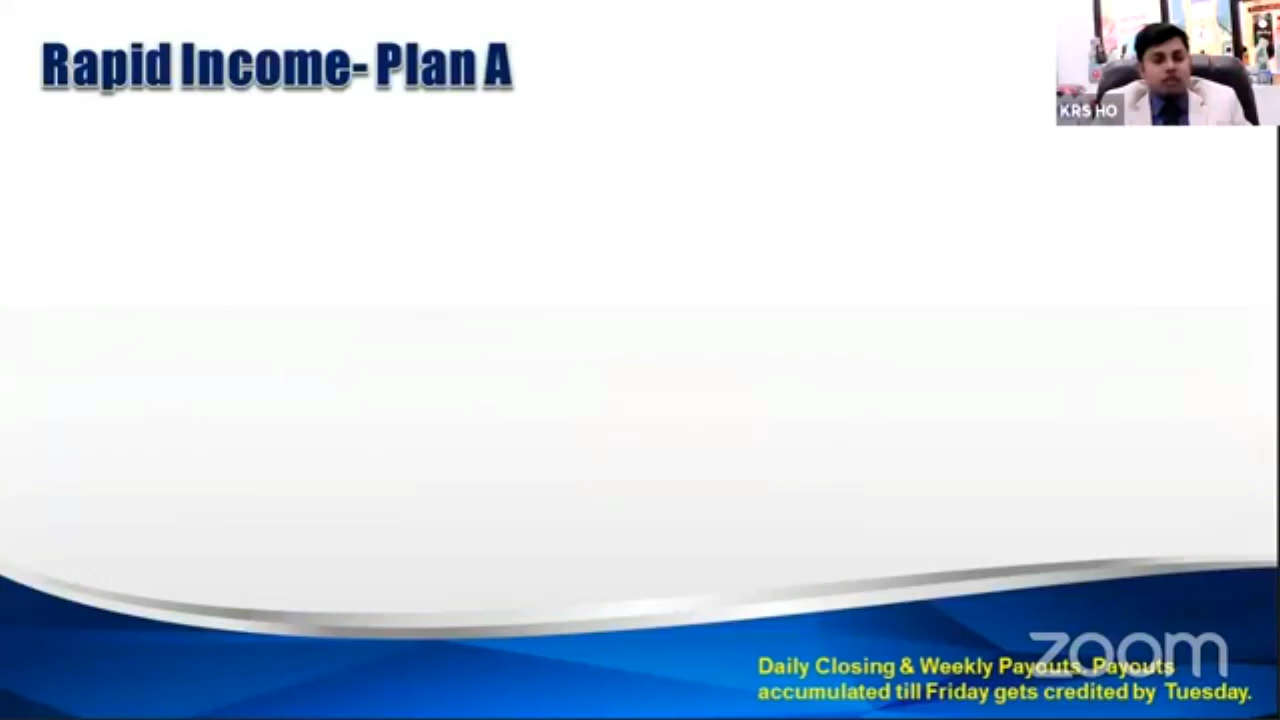 Rapid Income- Plan A
KRS HO
zoom
Daily Closing & Weekly Payouts. Payouts
accumulated till Friday gets credited by Tuesday.